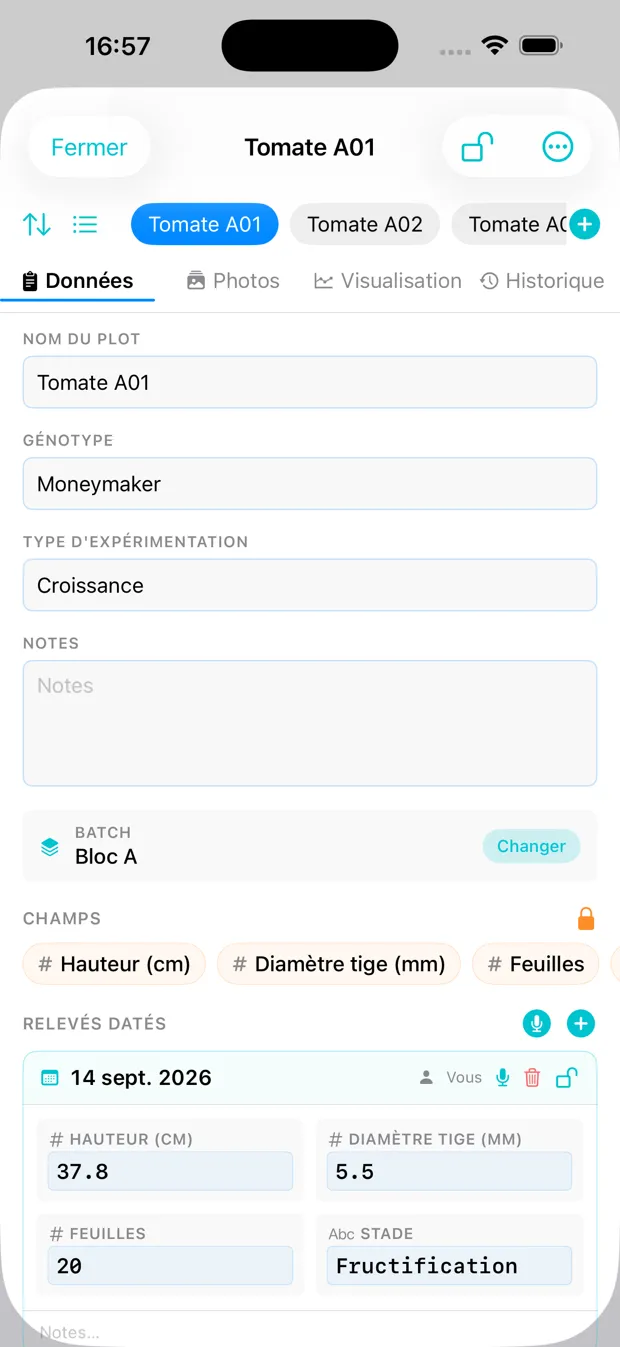 16:57
Fermer
Tomate A01
Tomate A01 Tomate A02 Tomate A0
Données Photos Visualisation Historique
NOM DU PLOT
Tomate A01
GÉNOTYPE
Moneymaker
TYPE D'EXPÉRIMENTATION
Croissance
NOTES
Notes
BATCH
Bloc A
Changer
CHAMPS
# Hauteur (cm) # Diamètre tige (mm) # Feuilles
RELEVÉS DATÉS
14 sept. 2026 Vous
# HAUTEUR (CM) # DIAMÈTRE TIGE (MM)
37.8 5.5
# FEUILLES Abc STADE
20 Fructification
Notes...